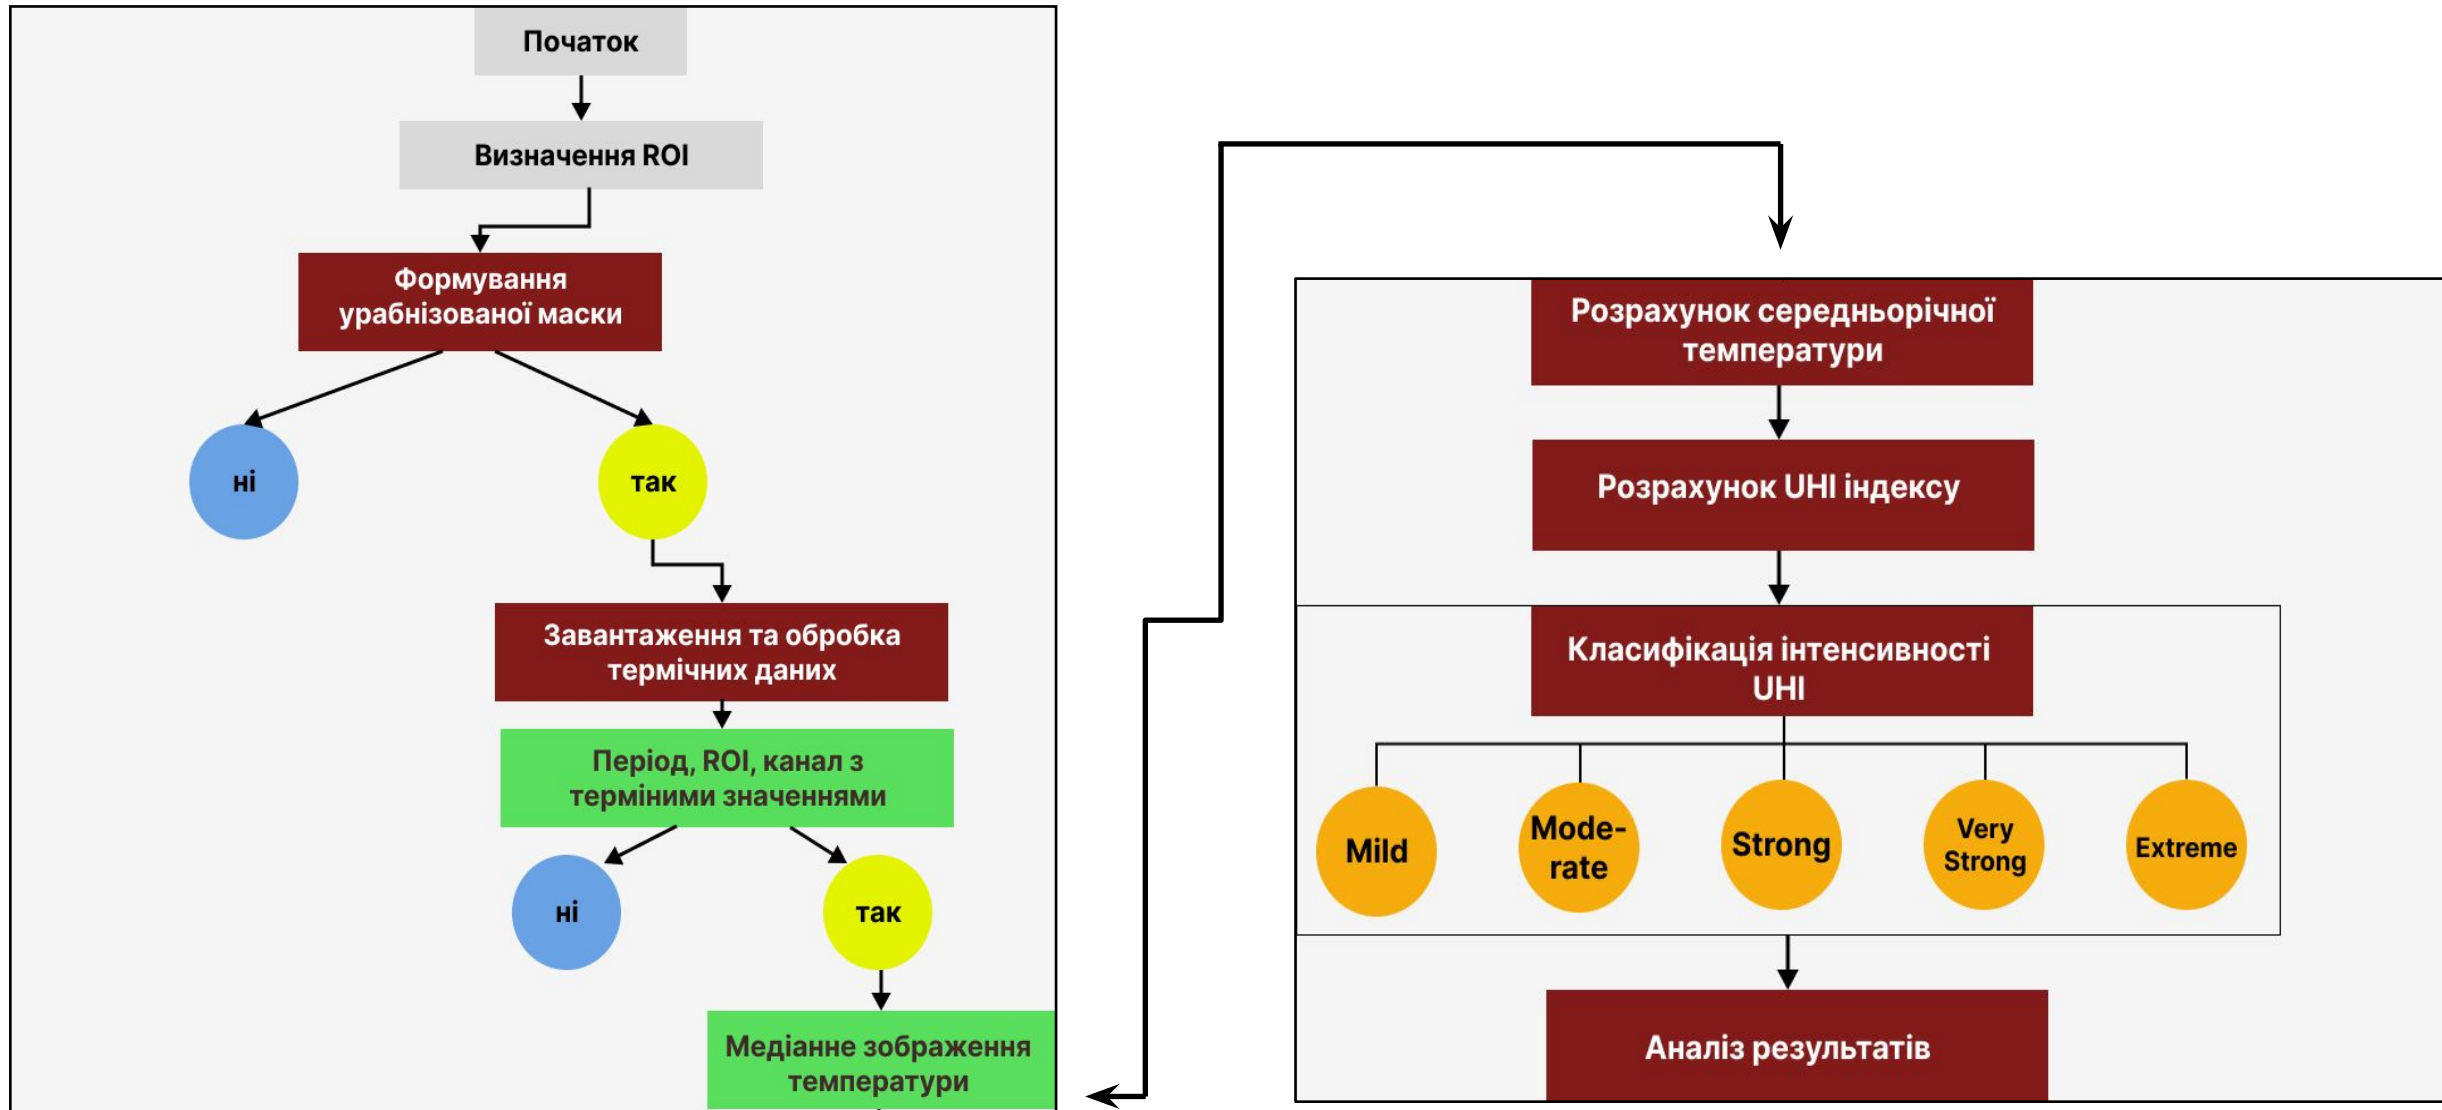 Початок
Визначення ROI
Формування
урабнізованої маски
ні
так
Завантаження та обробка
термічних даних
Період, ROI, канал з
терміними значеннями
ні
так
Медіанне зображення
температури
Розрахунок середньорічної
температури
Розрахунок UHI індексу
Класифікація інтенсивності
UHI
Mild
Mode-
rate
Strong
Very
Strong
Extreme
Аналіз результатів